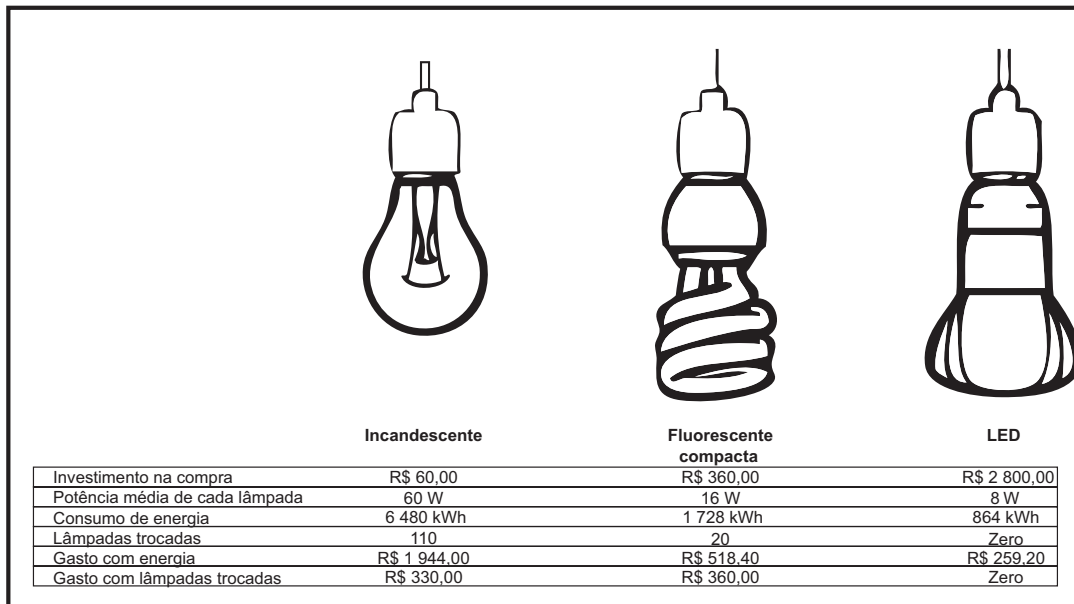 Incandescente Fluorescente compacta LED
Investimento na compra R$ 60,00 R$ 360,00 R$ 2 800,00
Potência média de cada lâmpada 60 W 16 W 8 W
Consumo de energia 6 480 kWh 1 728 kWh 864 kWh
Lâmpadas trocadas 110 20 Zero
Gasto com energia R$ 1 944,00 R$ 518,40 R$ 259,20
Gasto com lâmpadas trocadas R$ 330,00 R$ 360,00 Zero